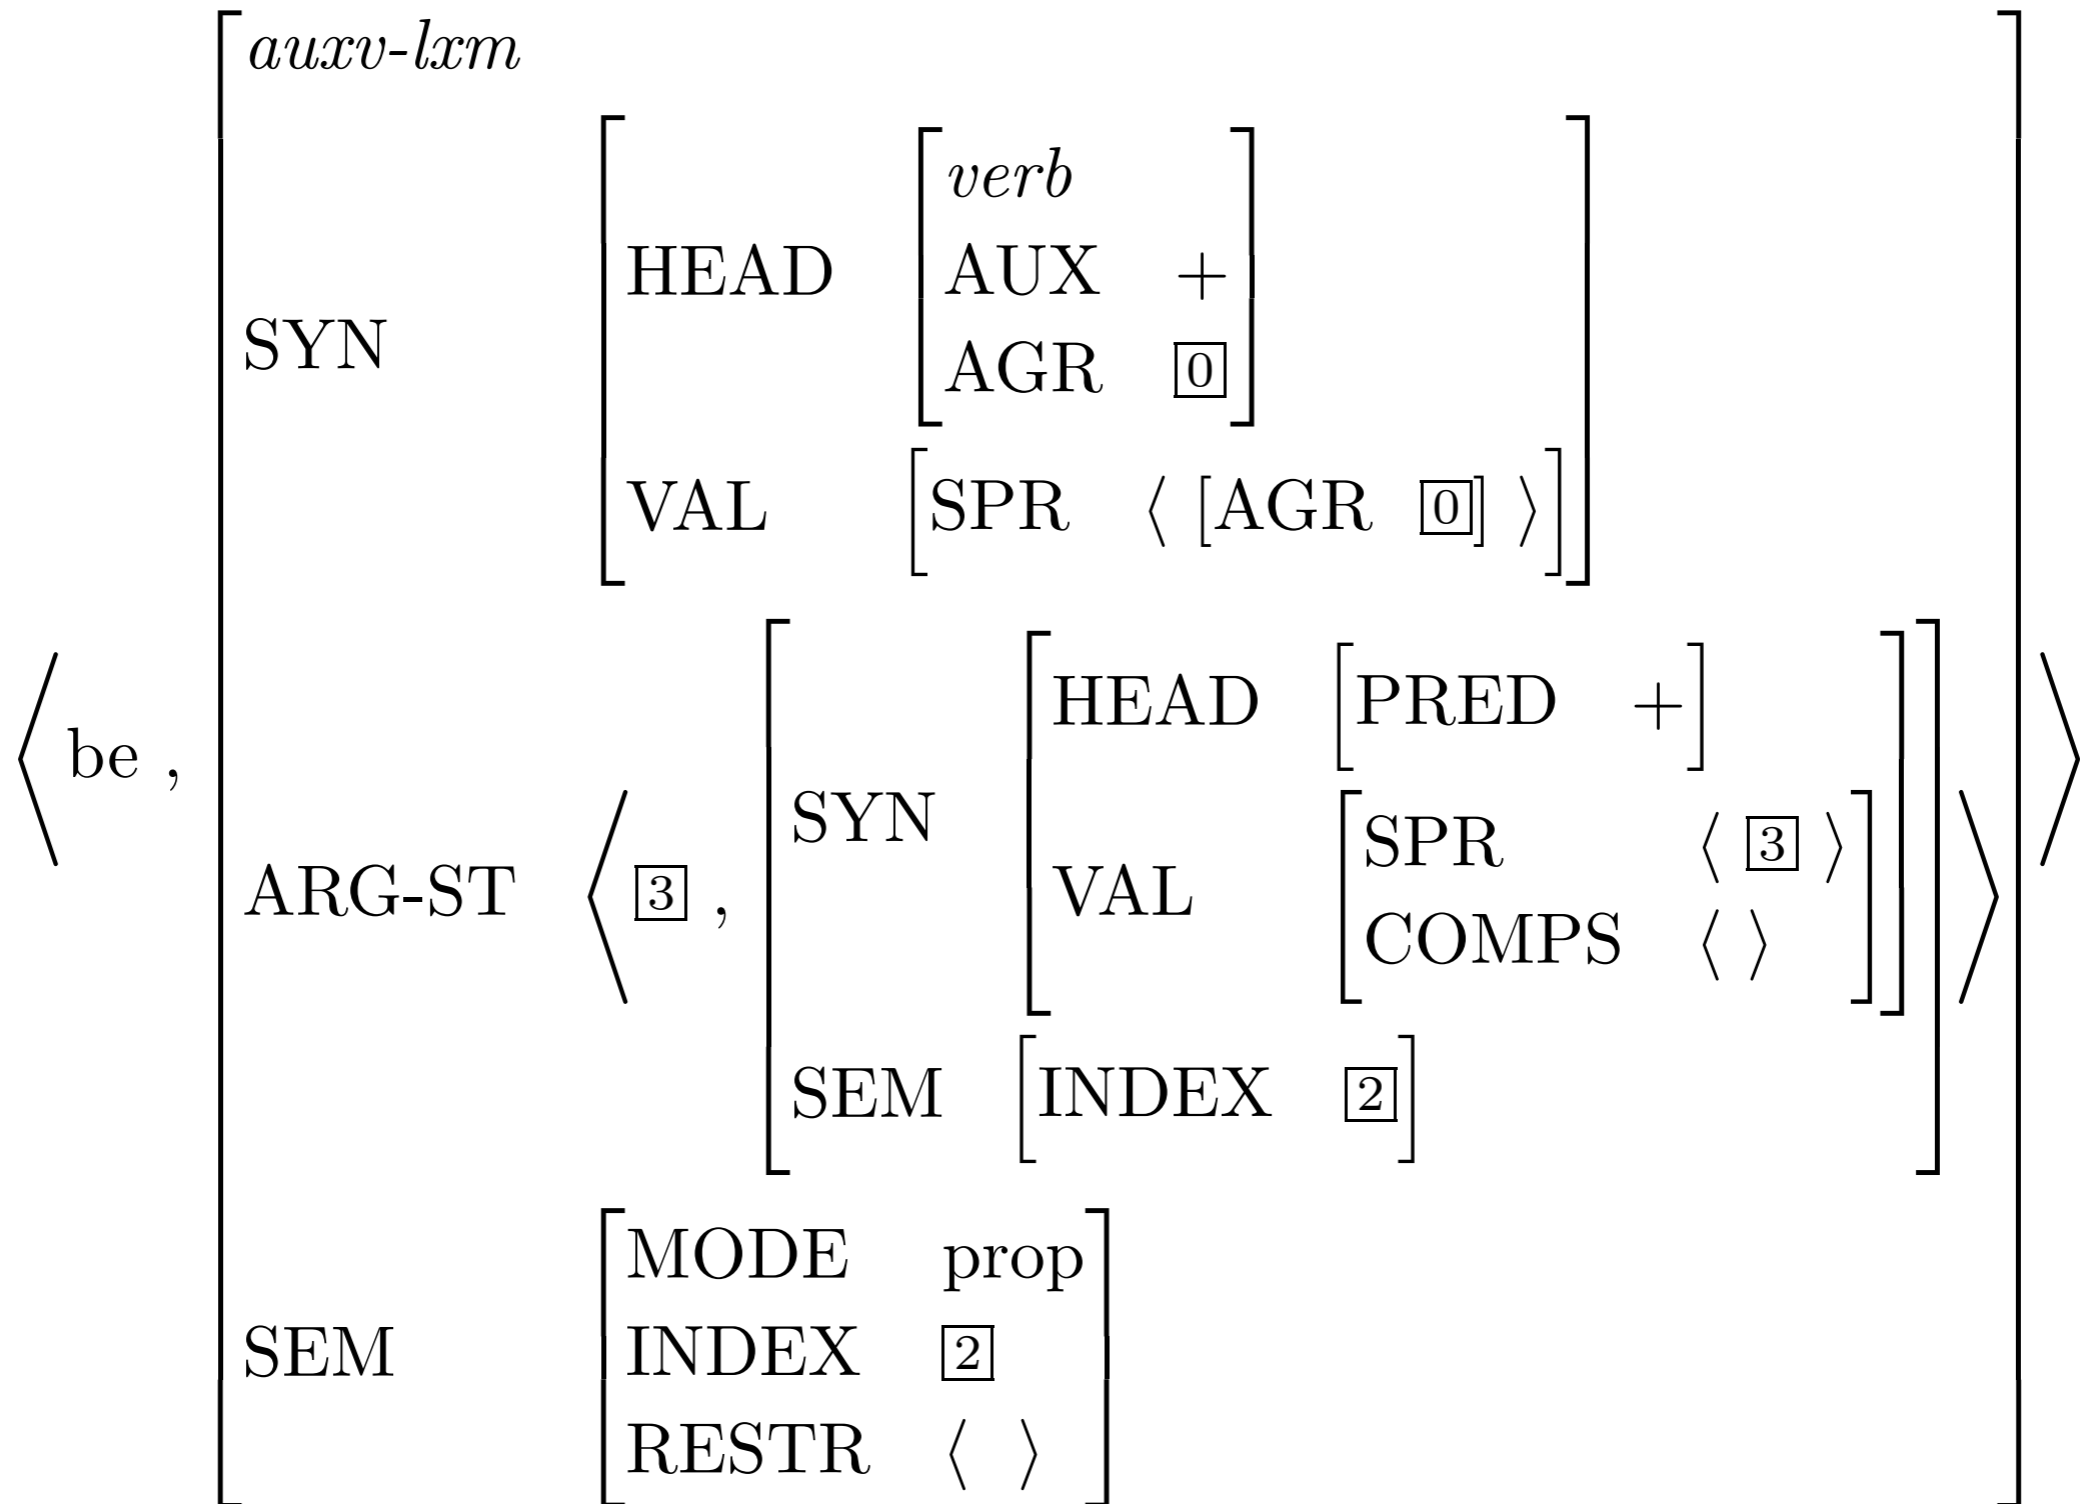 auxv-lxm
verb
HEAD AUX +
SYN AGR 0
VAL [SPR ⟨ [AGR 0] ⟩]
HEAD [PRED +]
⟨be , SYN
SPR ⟨ 3 ⟩
ARG-ST ⟨ 3 , VAL
COMPS ⟨ ⟩
SEM [INDEX 2]
MODE prop
SEM INDEX 2
RESTR ⟨ ⟩